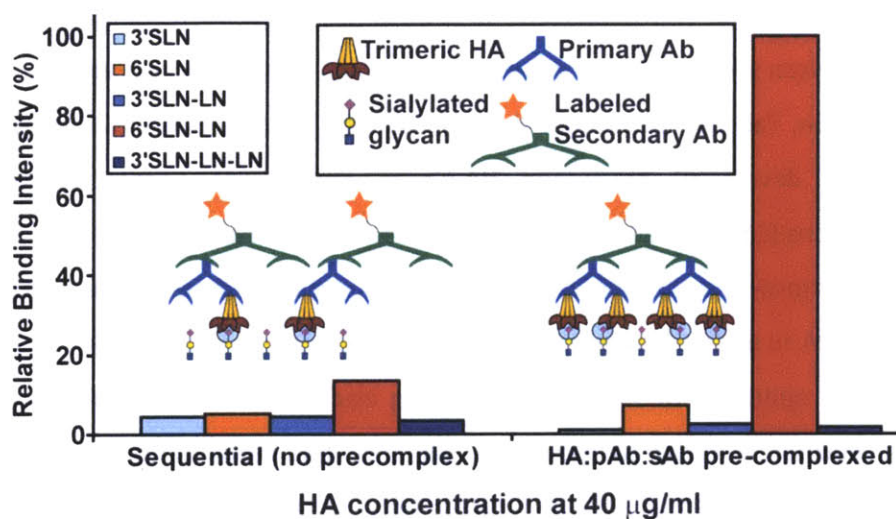 3'SLN
6'SLN
3'SLN-LN
6'SLN-LN
3'SLN-LN-LN
Trimeric HA
Primary Ab
Sialylated
glycan
Labeled
Secondary Ab
Relative Binding Intensity (%)
100
80
60
40
20
0
Sequential (no precomplex)
HA:pAb:sAb pre-complexed
HA concentration at 40 μg/ml